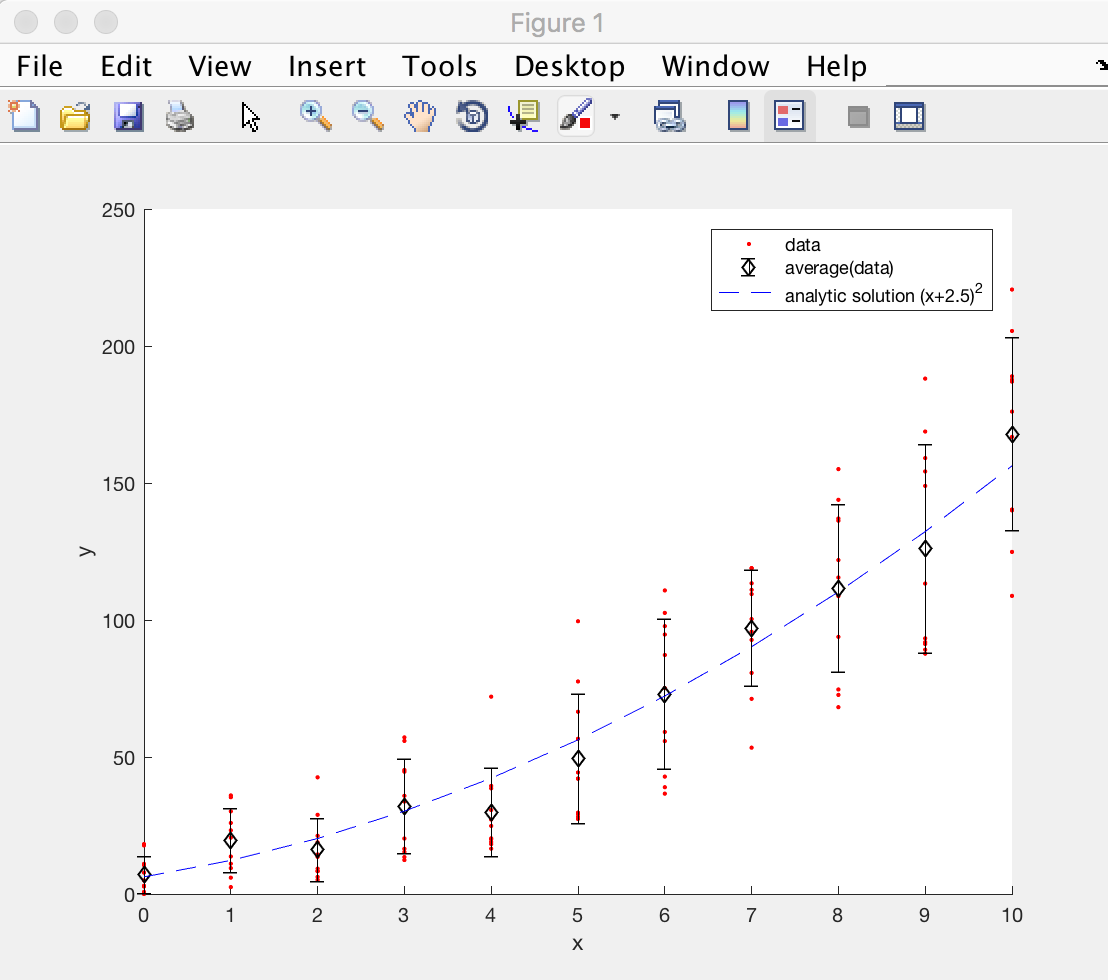 Figure 1
File Edit View Insert Tools Desktop Window Help
250
data
average(data)
analytic solution (x+2.5)²
200
150
y
100
50
0
0 1 2 3 4 5 6 7 8 9 10
x